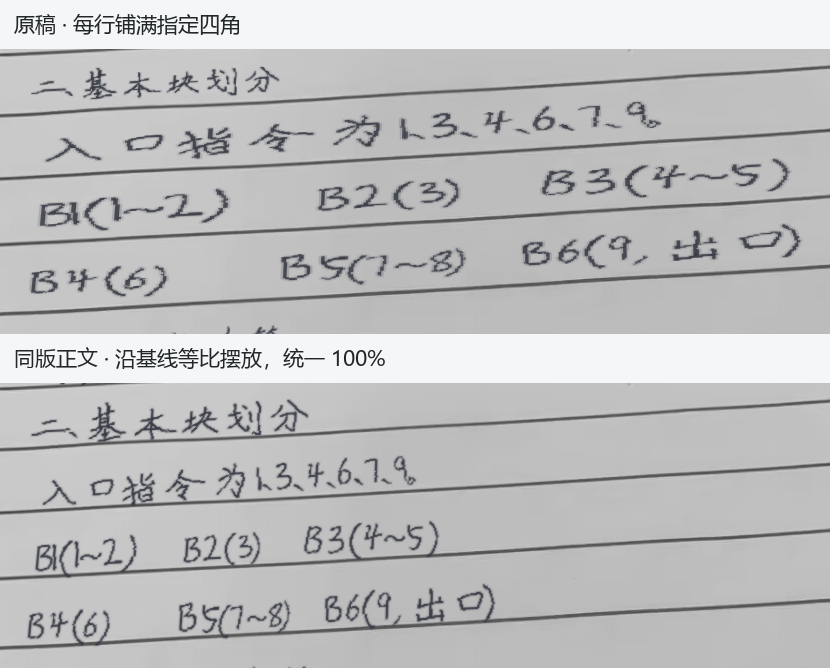 原稿 · 每行铺满指定四角
二、基本块划分
入口指令为1、3、4、6、7、9。
B1(1~2) B2(3) B3(4~5)
B4(6) B5(7~8) B6(9, 出口)
同版正文 · 沿基线等比摆放，统一 100%
二、基本块划分
入口指令为1、3、4、6、7、9。
B1(1~2) B2(3) B3(4~5)
B4(6) B5(7~8) B6(9, 出口)